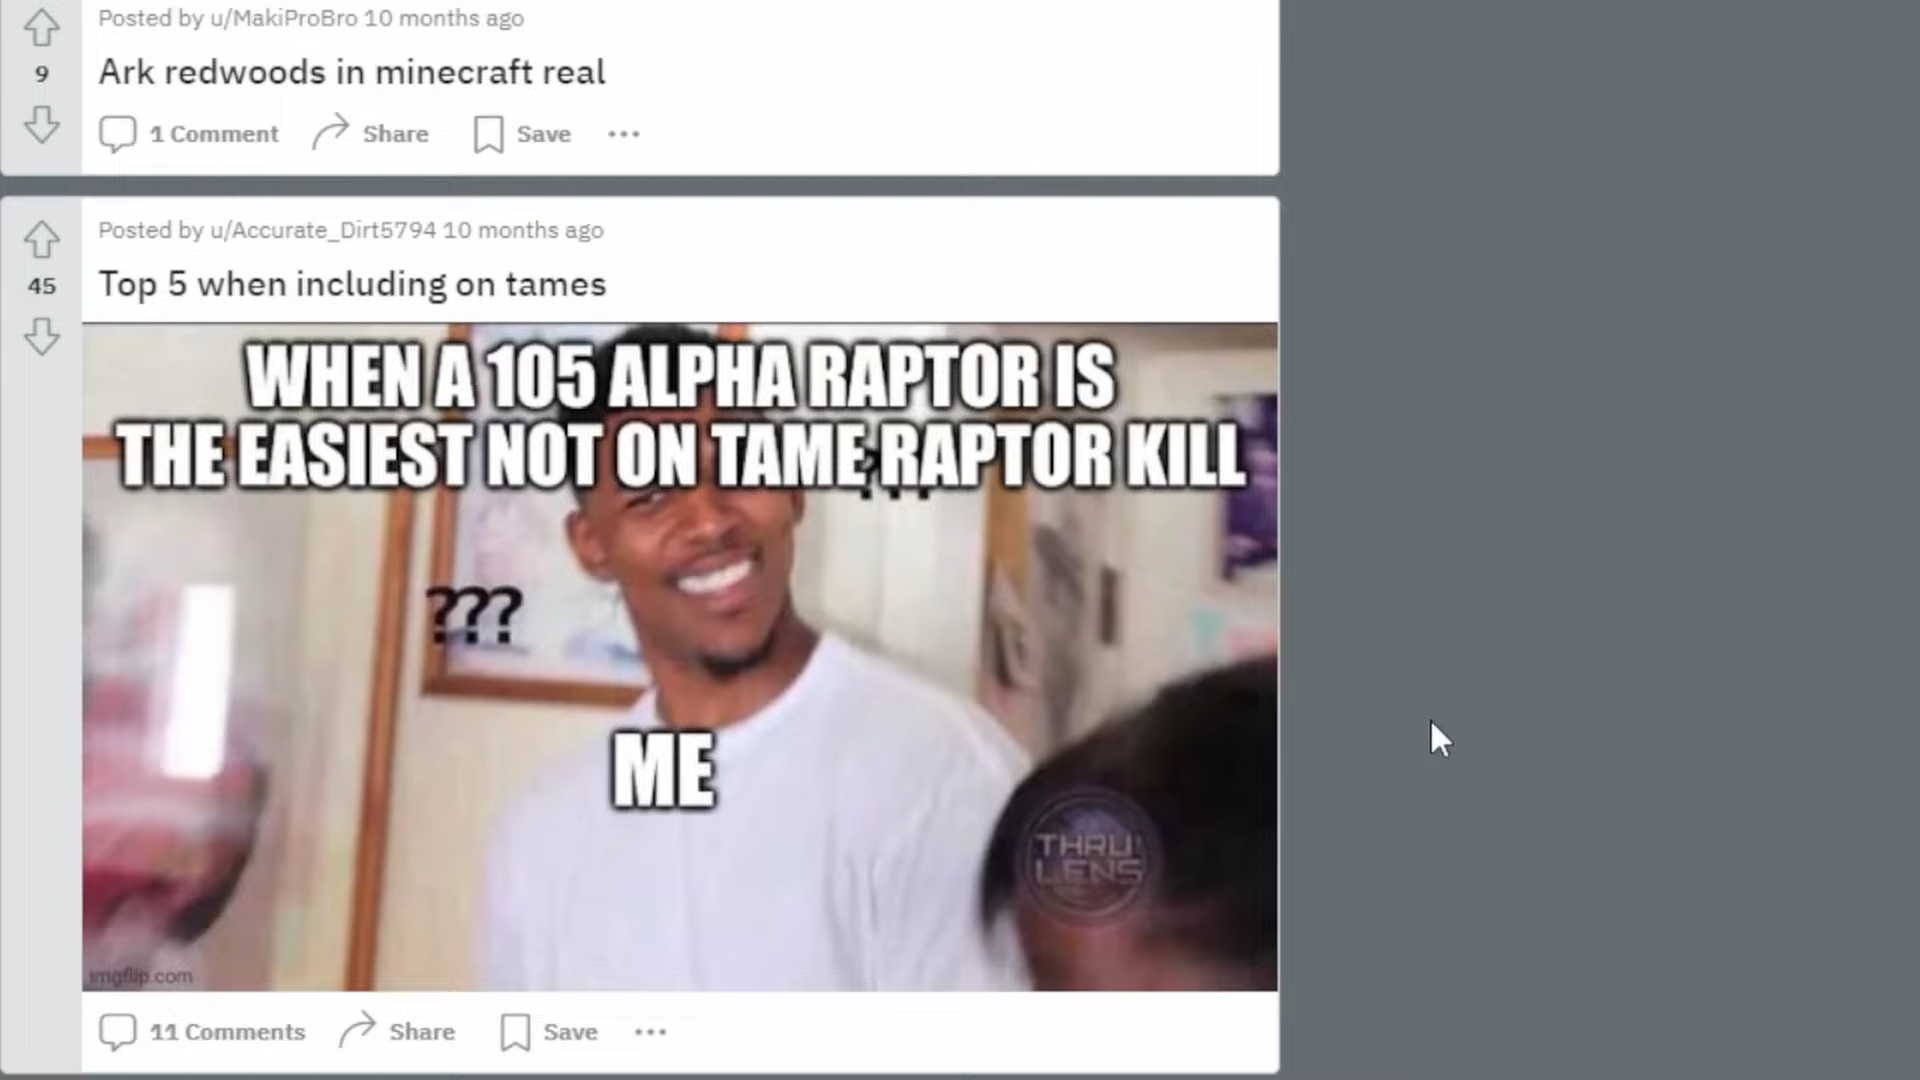 Posted by u/MakiProBro 10 months ago
9
Ark redwoods in minecraft real
1 Comment Share Save
Posted by u/Accurate_Dirt5794 10 months ago
45
Top 5 when including on tames
WHEN A 105 ALPHA RAPTOR IS
THE EASIEST NOT ON TAME RAPTOR KILL
???
???
ME
THRU'
LENS
imgflip.com
11 Comments Share Save